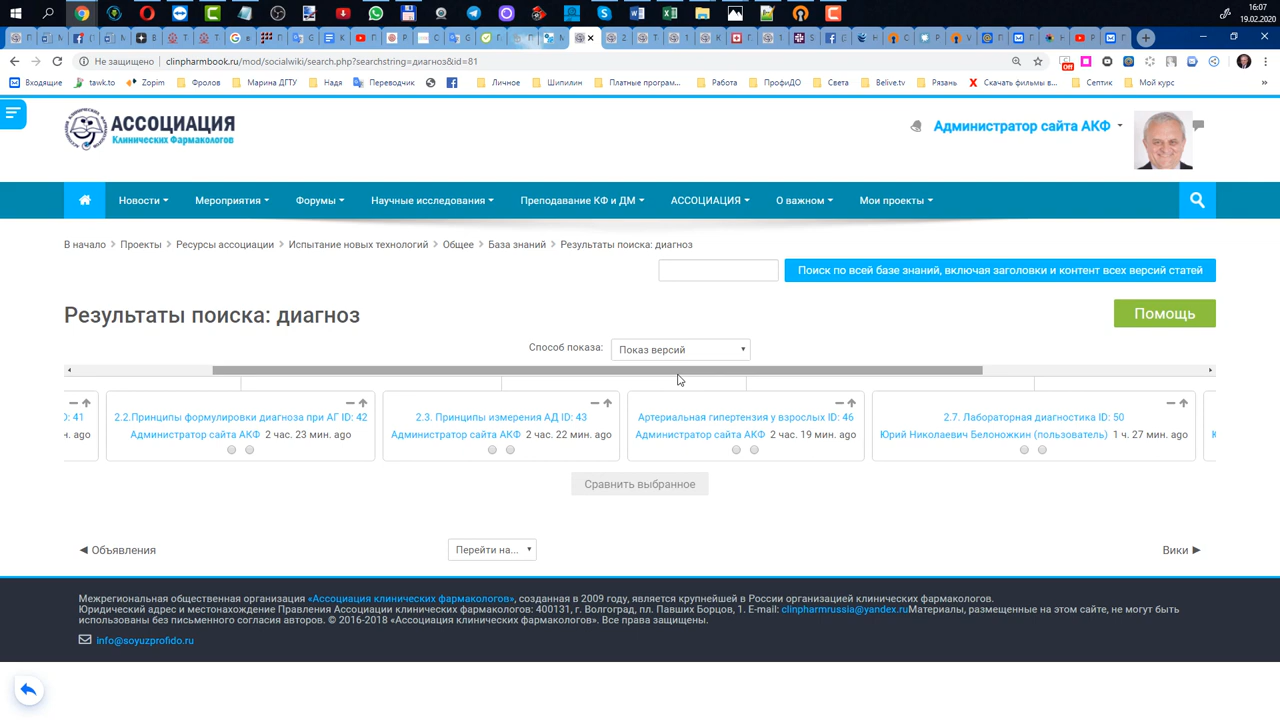 16:07
19.02.2020
Не защищено
clinpharmbook.ru/mod/socialwiki/search.php?searchstring=диагноз&id=81
Off
Входящие tawk.to Zopim Фролов Марина ДГТУ Надя Переводчик Личное Шипилин Платные програм... Работа ПрофиДО Света Belive.tv Рязань Скачать фильмы в... Септик Мой курс »
АССОЦИАЦИЯ
Клинических Фармакологов
Администратор сайта АКФ
Новости Мероприятия Форумы Научные исследования Преподавание КФ и ДМ АССОЦИАЦИЯ О важном Мои проекты
В начало > Проекты > Ресурсы ассоциации > Испытание новых технологий > Общее > База знаний > Результаты поиска: диагноз
Поиск по всей базе знаний, включая заголовки и контент всех версий статей
Результаты поиска: диагноз
Помощь
Способ показа: Показ версий
): 41
н. ago
2.2.Принципы формулировки диагноза при АГ ID: 42
Администратор сайта АКФ 2 час. 23 мин. ago
2.3. Принципы измерения АД ID: 43
Администратор сайта АКФ 2 час. 22 мин. ago
Артериальная гипертензия у взрослых ID: 46
Администратор сайта АКФ 2 час. 19 мин. ago
2.7. Лабораторная диагностика ID: 50
Юрий Николаевич Белоножкин (пользователь) 1 ч. 27 мин. ago
Сравнить выбранное
◄ Объявления
Перейти на...
Вики ►
Межрегиональная общественная организация «Ассоциация клинических фармакологов», созданная в 2009 году, является крупнейшей в России организацией клинических фармакологов.
Юридический адрес и местонахождение Правления Ассоциации клинических фармакологов: 400131, г. Волгоград, пл. Павших Борцов, 1. E-mail: clinpharmrussia@yandex.ruМатериалы, размещенные на этом сайте, не могут быть
использованы без письменного согласия авторов. © 2016-2018 «Ассоциация клинических фармакологов». Все права защищены.
info@soyuzprofido.ru